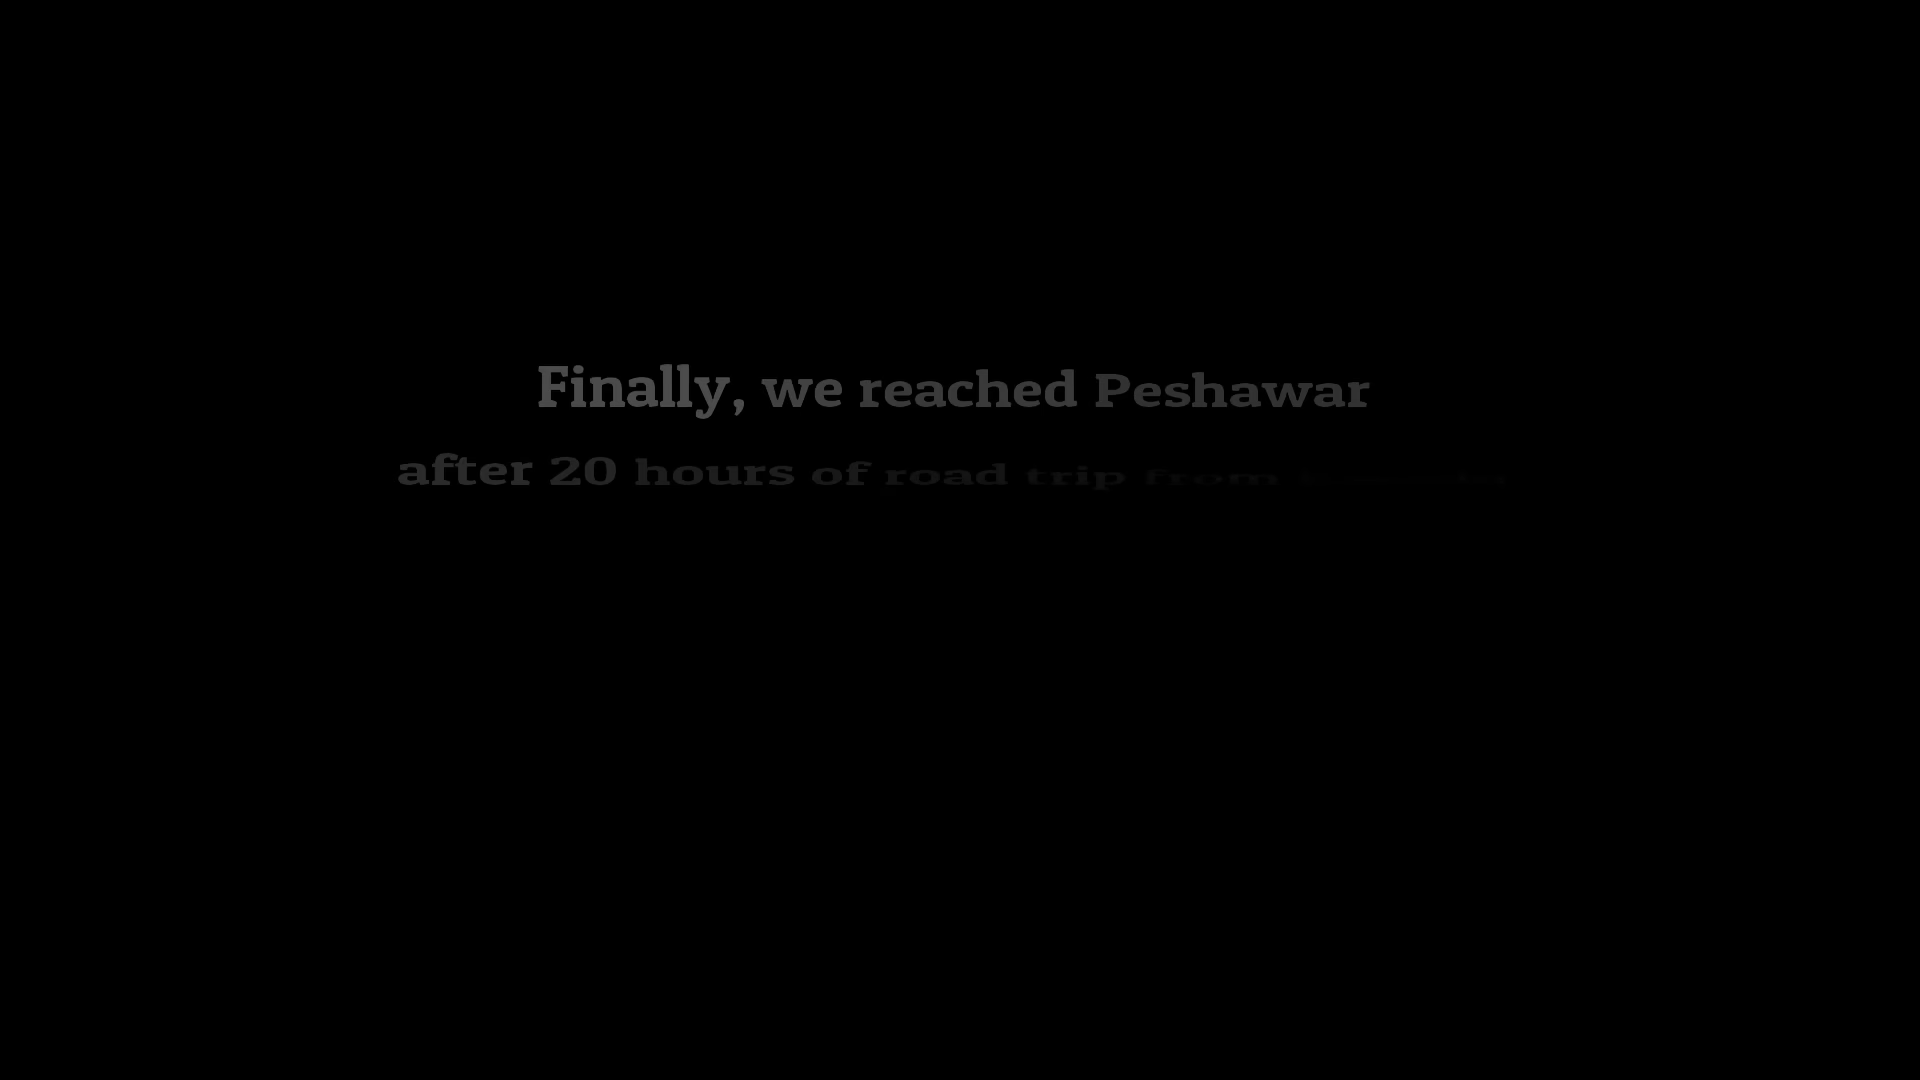 Finally, we reached Peshawar
after 20 hours of road trip from